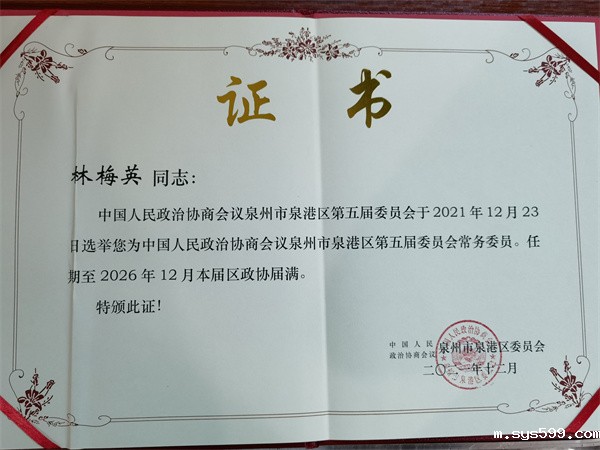 证 书
林梅英 同志：
中国人民政治协商会议泉州市泉港区第五届委员会于2021年12月23
日选举您为中国人民政治协商会议泉州市泉港区第五届委员会常务委员。任
期至2026年12月本届区政协届满。
特颁此证！
中国人民
政治协商会议 泉州市泉港区委员会
二〇二一年十二月
m.sys599.com